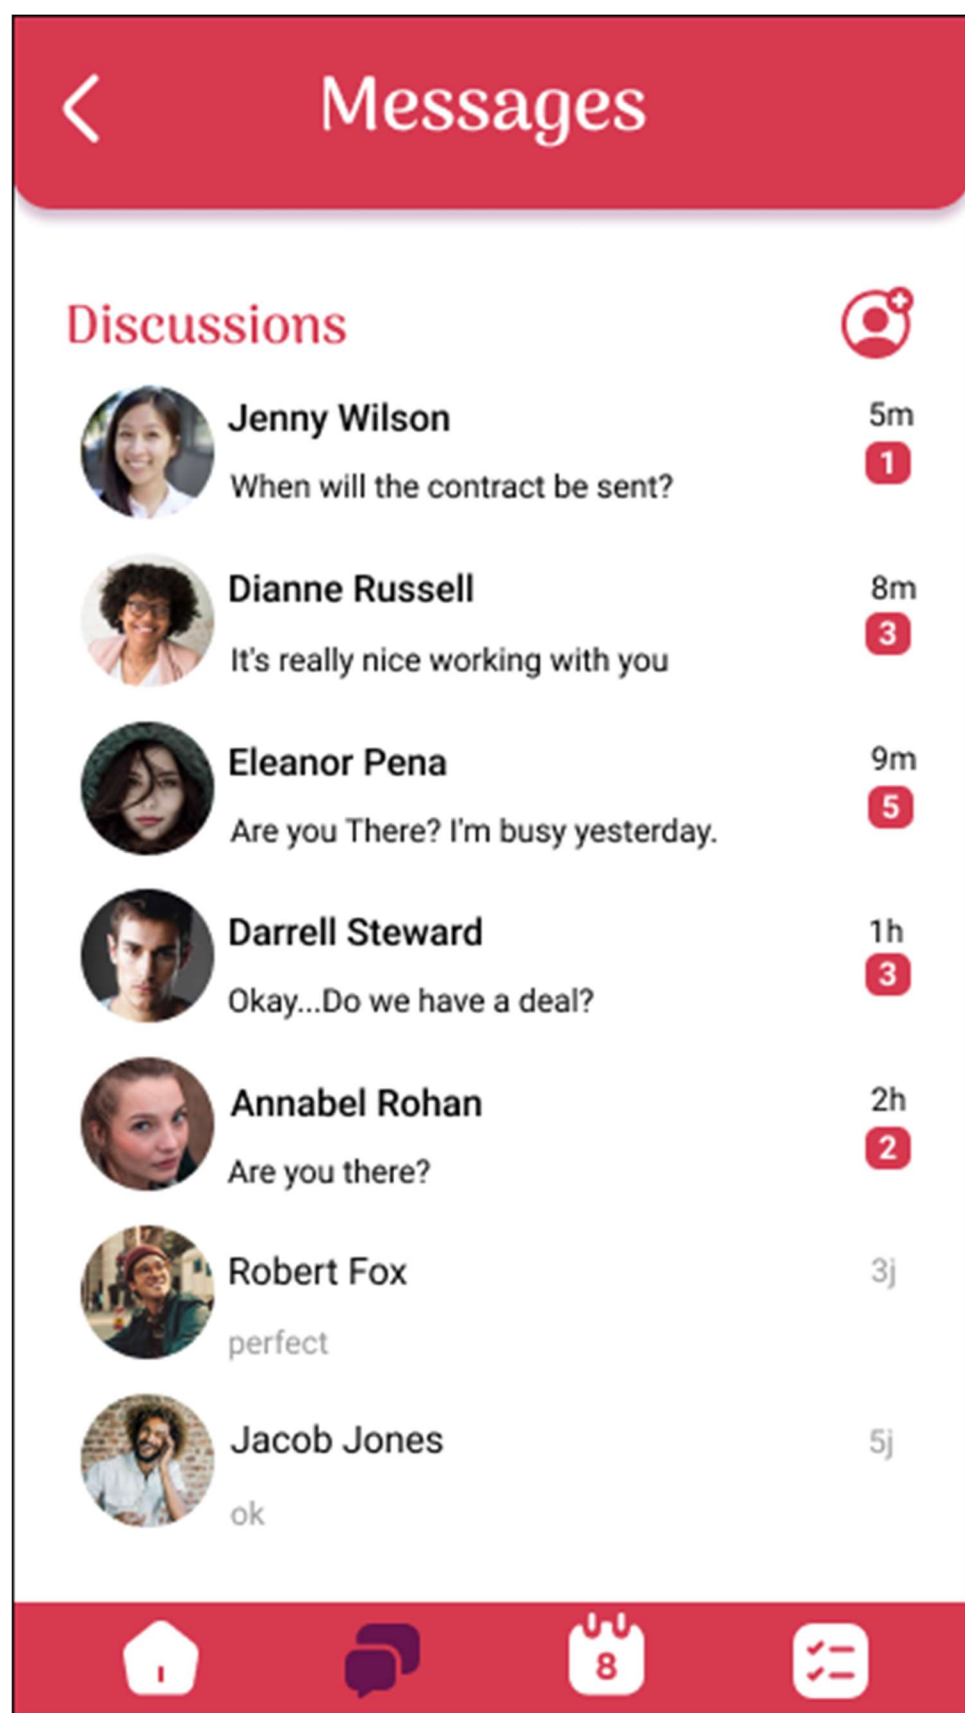 Messages
Discussions
Jenny Wilson
5m
When will the contract be sent?
1
Dianne Russell
8m
It's really nice working with you
3
Eleanor Pena
9m
Are you There? I'm busy yesterday.
5
Darrell Steward
1h
Okay...Do we have a deal?
3
Annabel Rohan
2h
Are you there?
2
Robert Fox
3j
perfect
Jacob Jones
5j
ok
8